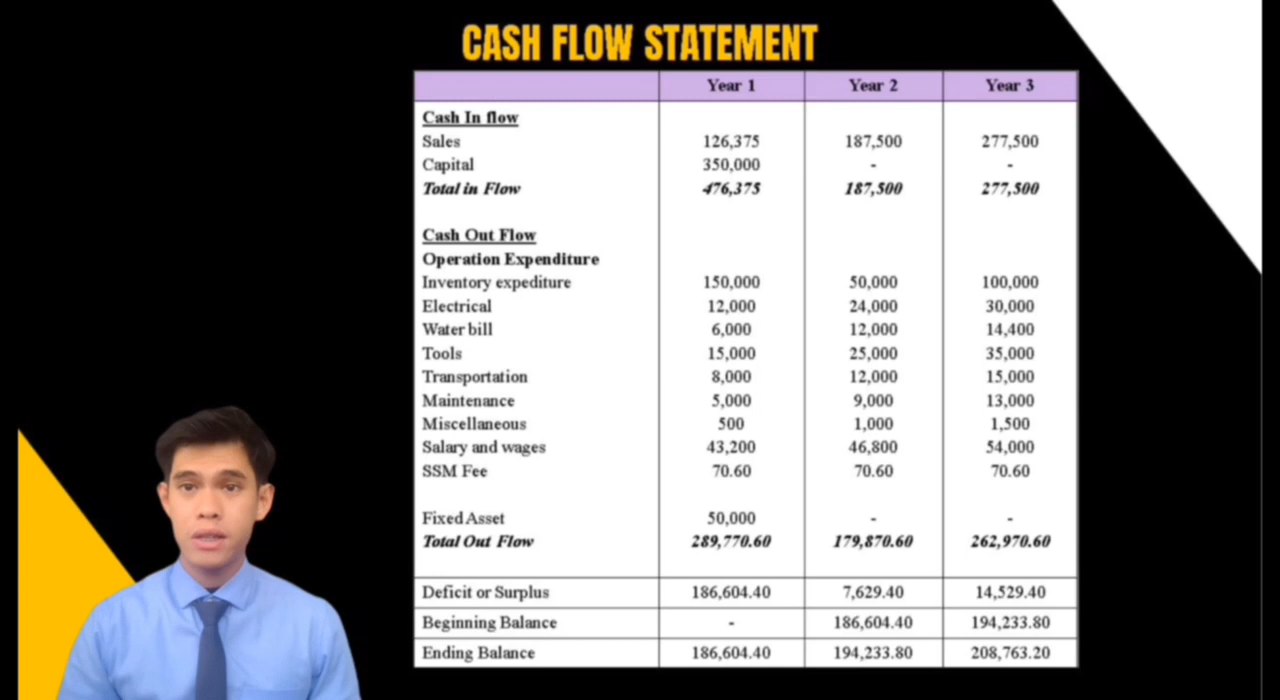 CASH FLOW STATEMENT
Year 1 Year 2 Year 3
Cash In flow
Sales 126,375 187,500 277,500
Capital 350,000 - -
Total in Flow 476,375 187,500 277,500
Cash Out Flow
Operation Expenditure
Inventory expediture 150,000 50,000 100,000
Electrical 12,000 24,000 30,000
Water bill 6,000 12,000 14,400
Tools 15,000 25,000 35,000
Transportation 8,000 12,000 15,000
Maintenance 5,000 9,000 13,000
Miscellaneous 500 1,000 1,500
Salary and wages 43,200 46,800 54,000
SSM Fee 70.60 70.60 70.60
Fixed Asset 50,000 - -
Total Out Flow 289,770.60 179,870.60 262,970.60
Deficit or Surplus 186,604.40 7,629.40 14,529.40
Beginning Balance - 186,604.40 194,233.80
Ending Balance 186,604.40 194,233.80 208,763.20